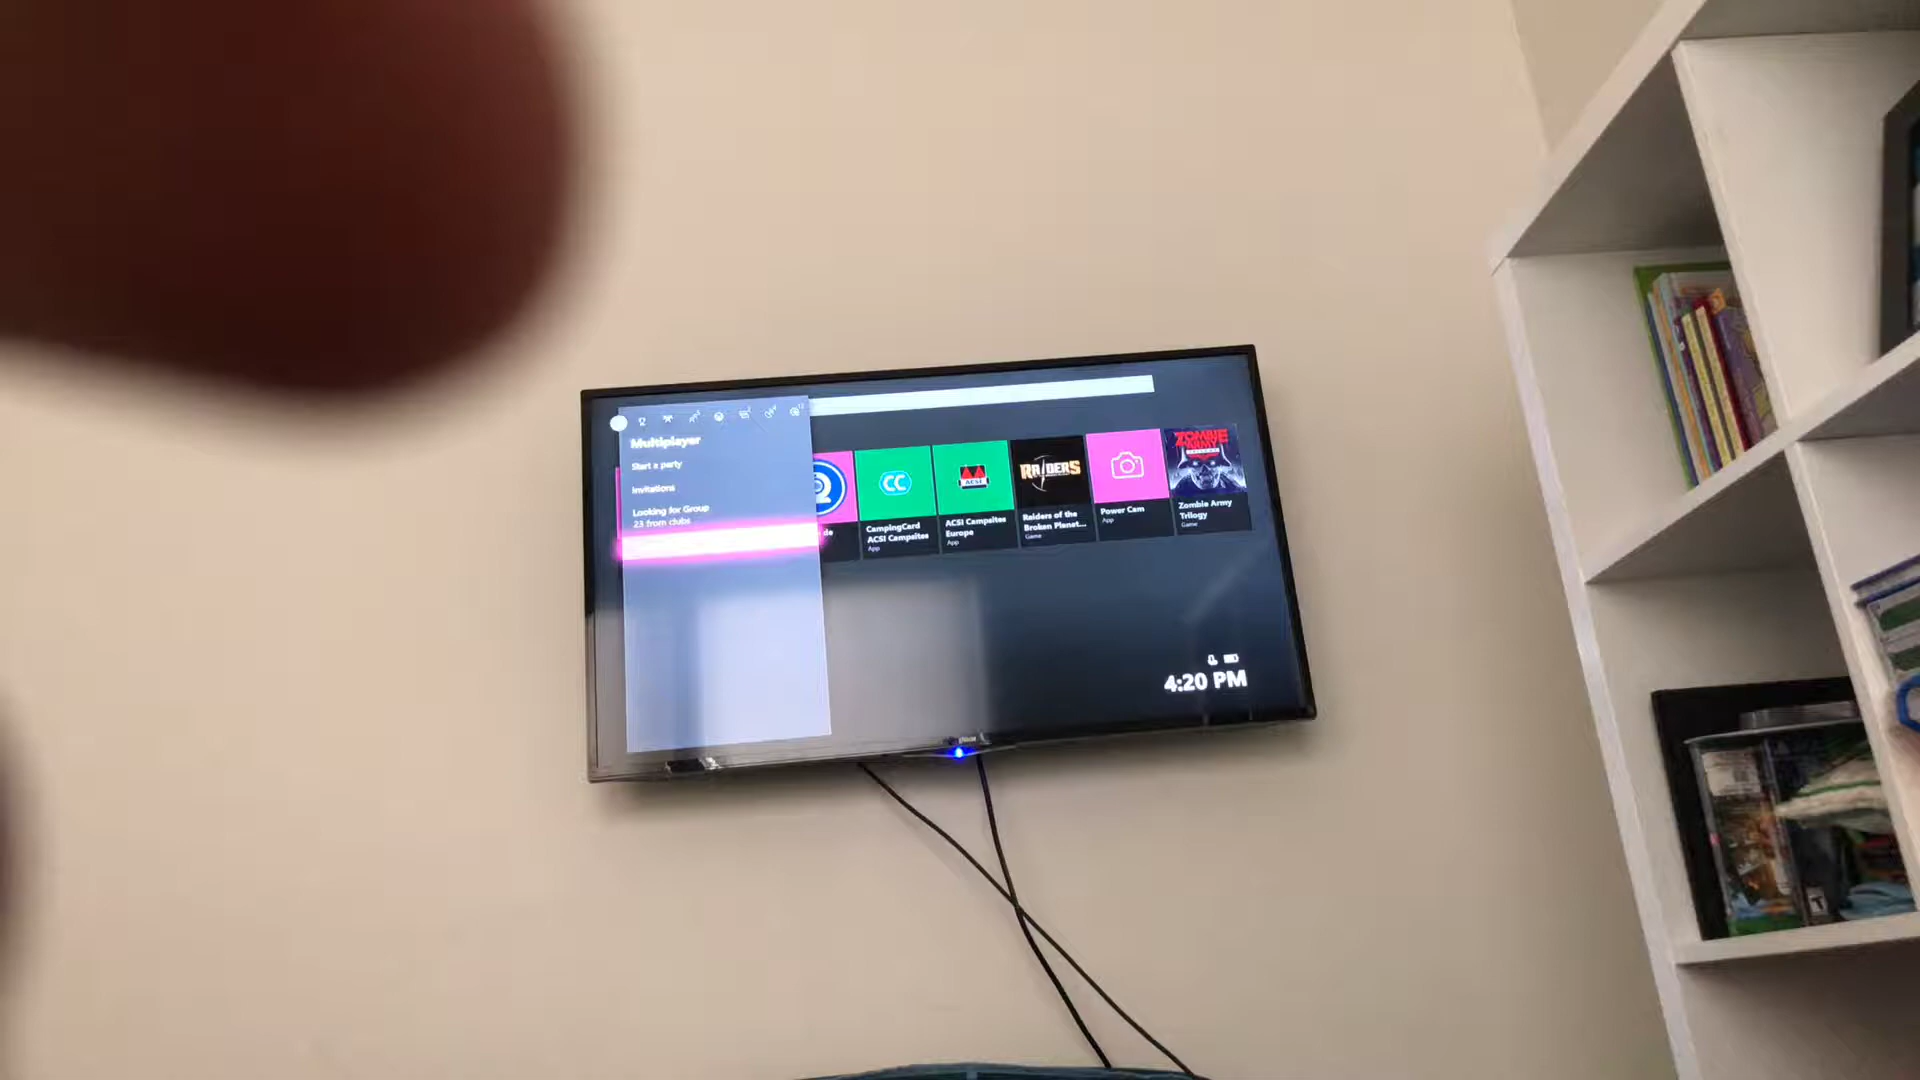 Multiplayer
Start a party
Invitations
Looking for Group
23 from clubs
CC
CampingCard
ACSI Campsites
App
ACSI
ACSI Campsites
Europe
App
RAIDERS
Raiders of the
Broken Planet...
Game
Power Cam
App
ZOMBIE
ARMY
TRILOGY
Zombie Army
Trilogy
Game
4:20 PM
T